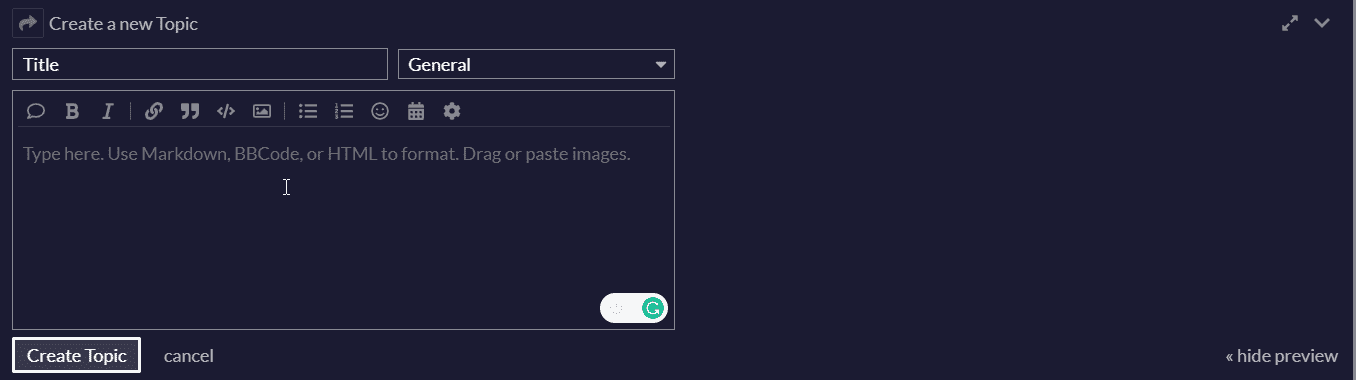 Create a new Topic
Title
General
B I
Type here. Use Markdown, BBCode, or HTML to format. Drag or paste images.
Create Topic
cancel
« hide preview